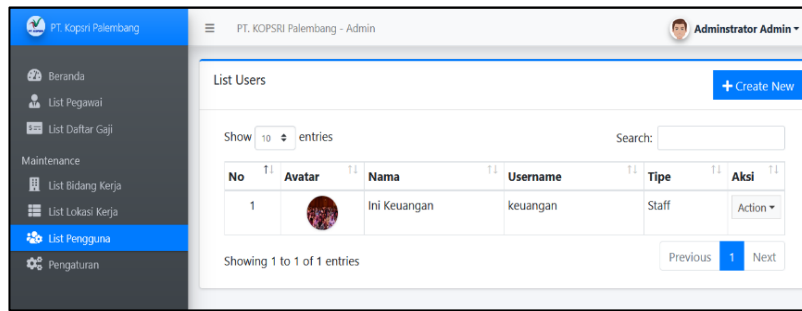 PT. Kopsri Palembang
PT. KOPSRI Palembang - Admin
Adminstrator Admin
Beranda
List Pegawai
List Daftar Gaji
Maintenance
List Bidang Kerja
List Lokasi Kerja
List Pengguna
Pengaturan
List Users
+ Create New
Show 10 entries
Search:
No Avatar Nama Username Tipe Aksi
1 Ini Keuangan keuangan Staff Action
Showing 1 to 1 of 1 entries
Previous 1 Next